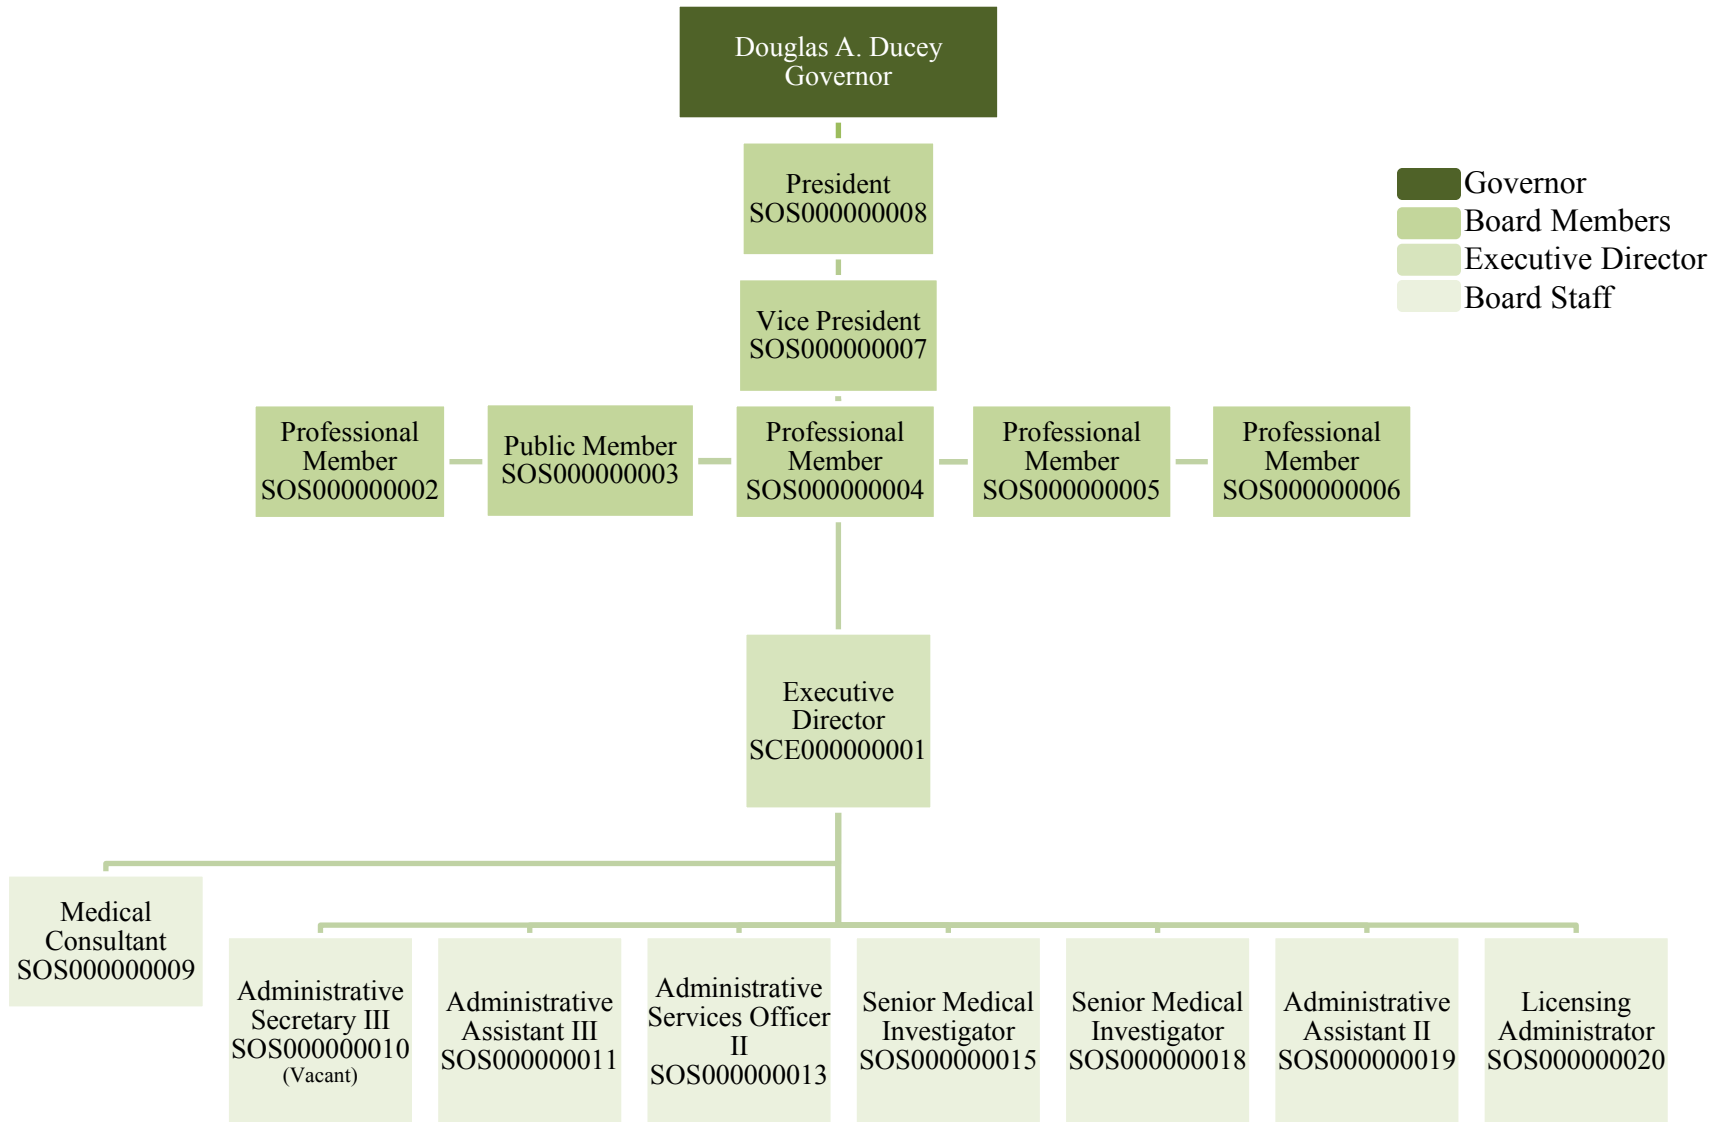 Douglas A. Ducey
Governor
President
SOS000000008
Governor
Board Members
Executive Director
Board Staff
Vice President
SOS000000007
Professional
Member
SOS000000002
Public Member
SOS000000003
Professional
Member
SOS000000004
Professional
Member
SOS000000005
Professional
Member
SOS000000006
Executive
Director
SCE000000001
Medical
Consultant
SOS000000009
Administrative
Secretary III
SOS000000010
(Vacant)
Administrative
Assistant III
SOS000000011
Administrative
Services Officer
II
SOS000000013
Senior Medical
Investigator
SOS000000015
Senior Medical
Investigator
SOS000000018
Administrative
Assistant II
SOS000000019
Licensing
Administrator
SOS000000020